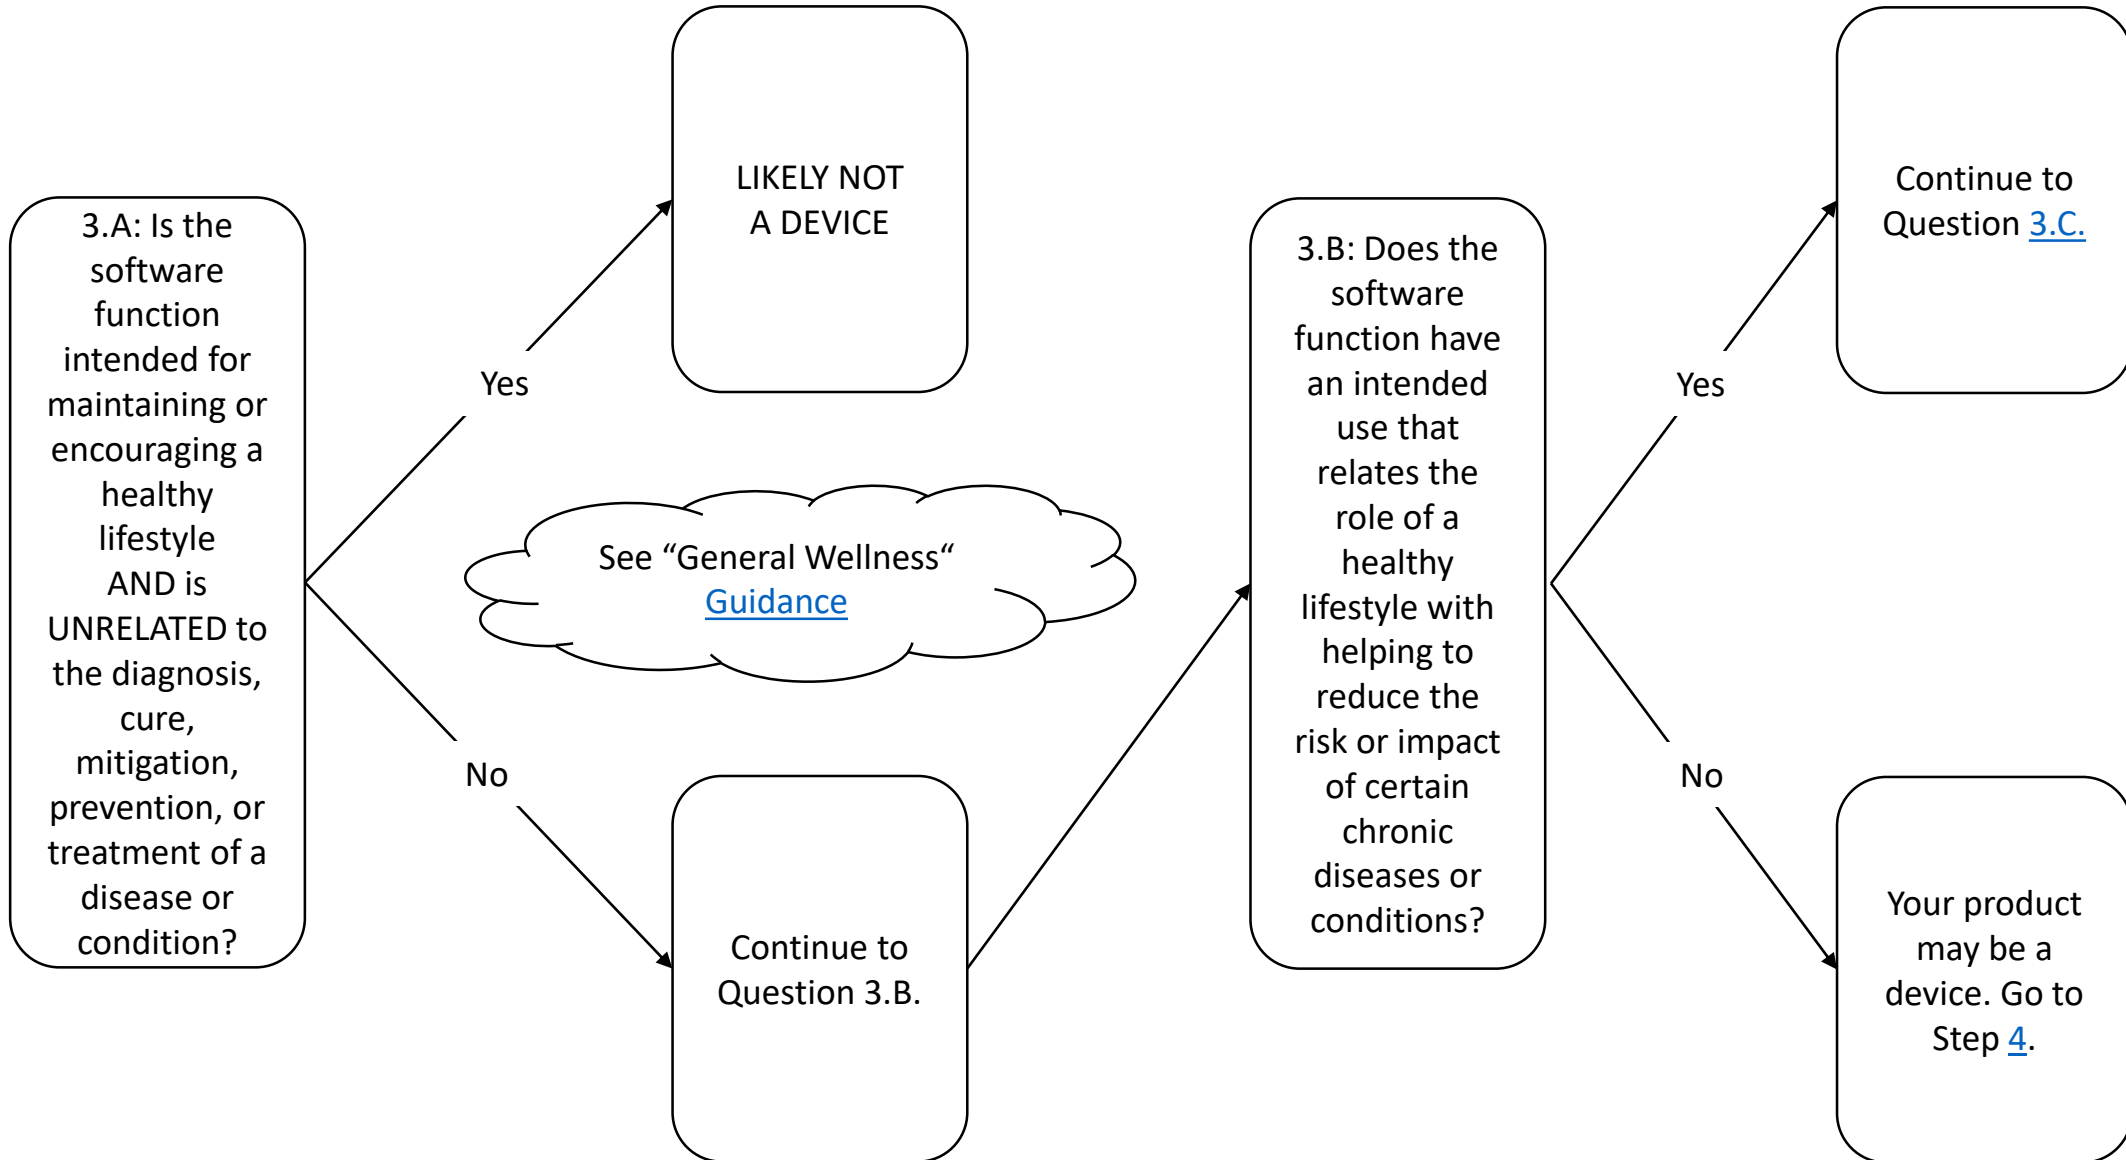 3.A: Is the
software
function
intended for
maintaining or
encouraging a
healthy
lifestyle
AND is
UNRELATED to
the diagnosis,
cure,
mitigation,
prevention, or
treatment of a
disease or
condition?
Yes
No
LIKELY NOT
A DEVICE
See “General Wellness“
Guidance
Continue to
Question 3.B.
3.B: Does the
software
function have
an intended
use that
relates the
role of a
healthy
lifestyle with
helping to
reduce the
risk or impact
of certain
chronic
diseases or
conditions?
Yes
No
Continue to
Question 3.C.
Your product
may be a
device. Go to
Step 4.